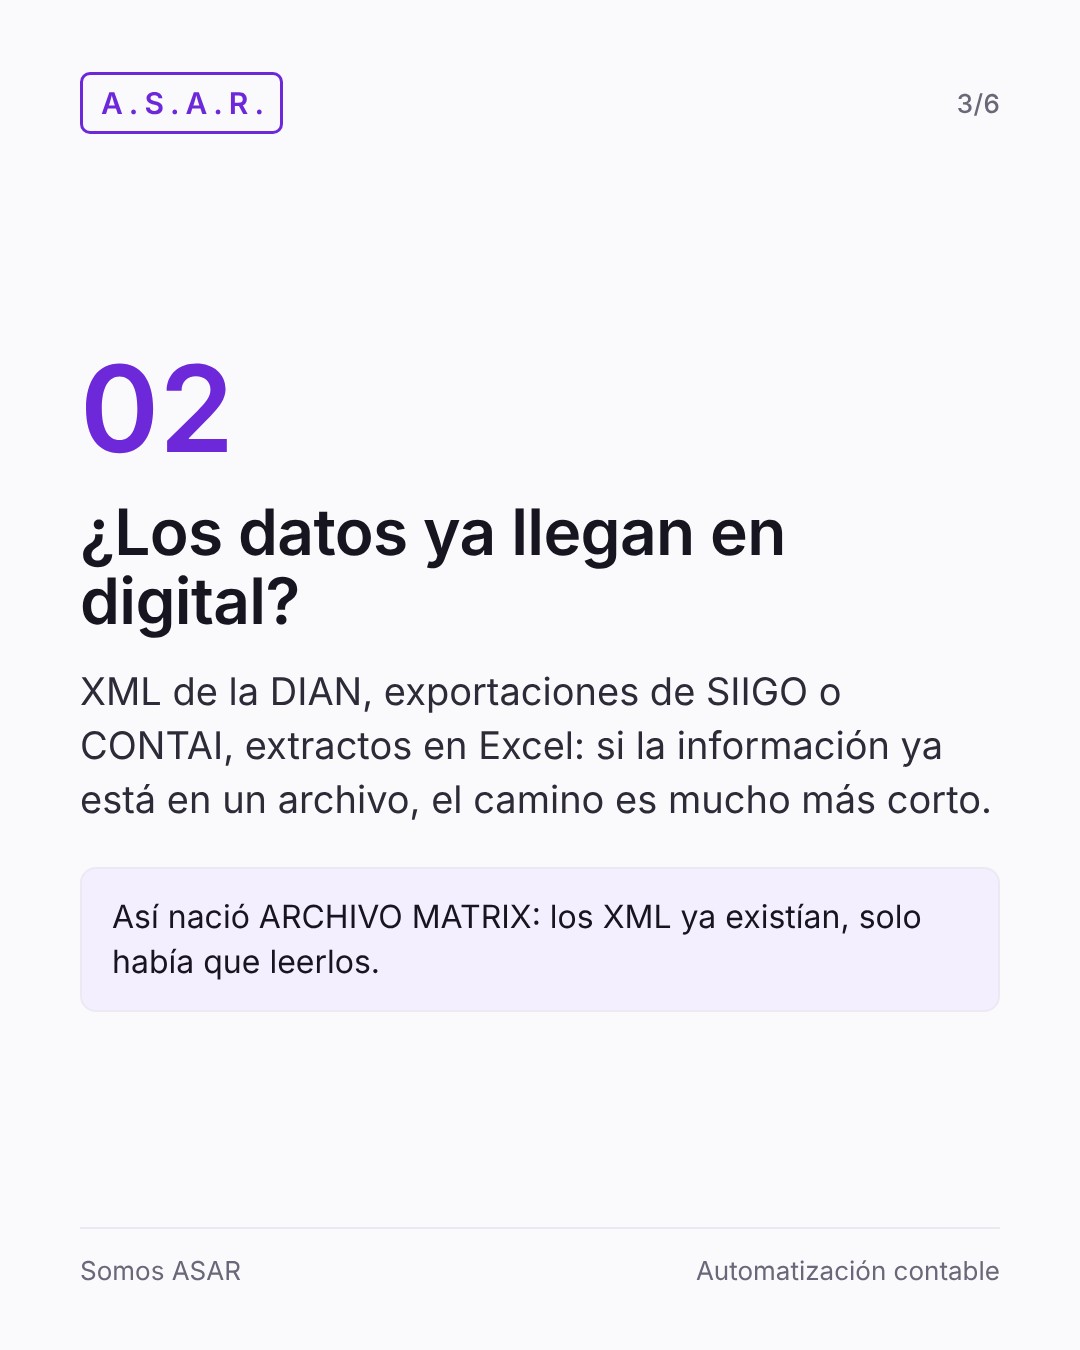 A.S.A.R.
3/6
02
¿Los datos ya llegan en
digital?
XML de la DIAN, exportaciones de SIIGO o
CONTAI, extractos en Excel: si la información ya
está en un archivo, el camino es mucho más corto.
Así nació ARCHIVO MATRIX: los XML ya existían, solo
había que leerlos.
Somos ASAR
Automatización contable